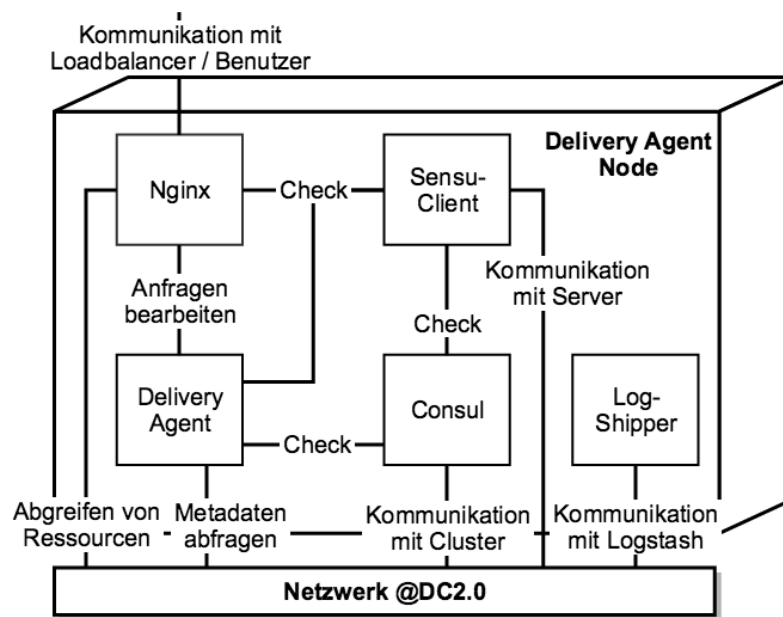 Kommunikation mit
Loadbalancer / Benutzer
Delivery Agent
Node
Nginx
Check
Sensu-
Client
Anfragen
bearbeiten
Kommunikation
mit Server
Check
Delivery
Agent
Check
Consul
Log-
Shipper
Abgreifen von
Ressourcen
Metadaten
abfragen
Kommunikation
mit Cluster
Kommunikation
mit Logstash
Netzwerk @DC2.0